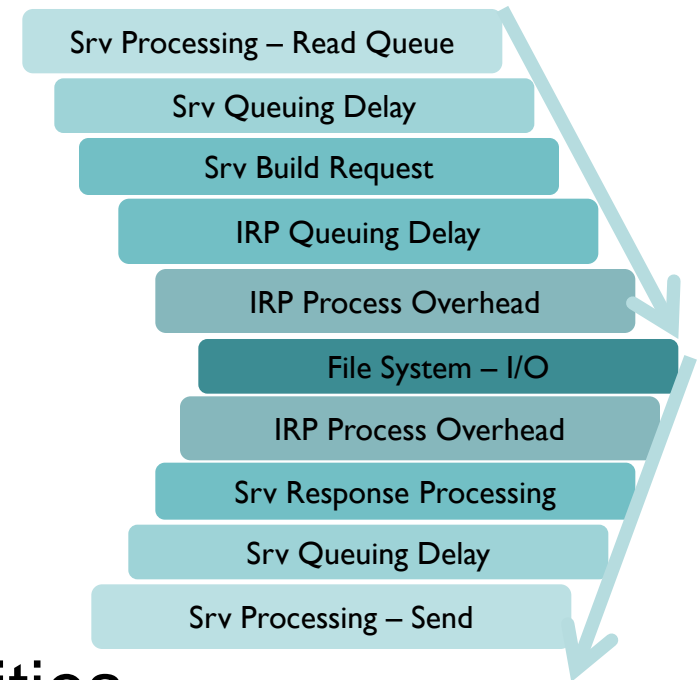 Srv Processing – Read Queue
Srv Queuing Delay
Srv Build Request
IRP Queuing Delay
IRP Process Overhead
File System – I/O
IRP Process Overhead
Srv Response Processing
Srv Queuing Delay
Srv Processing – Send